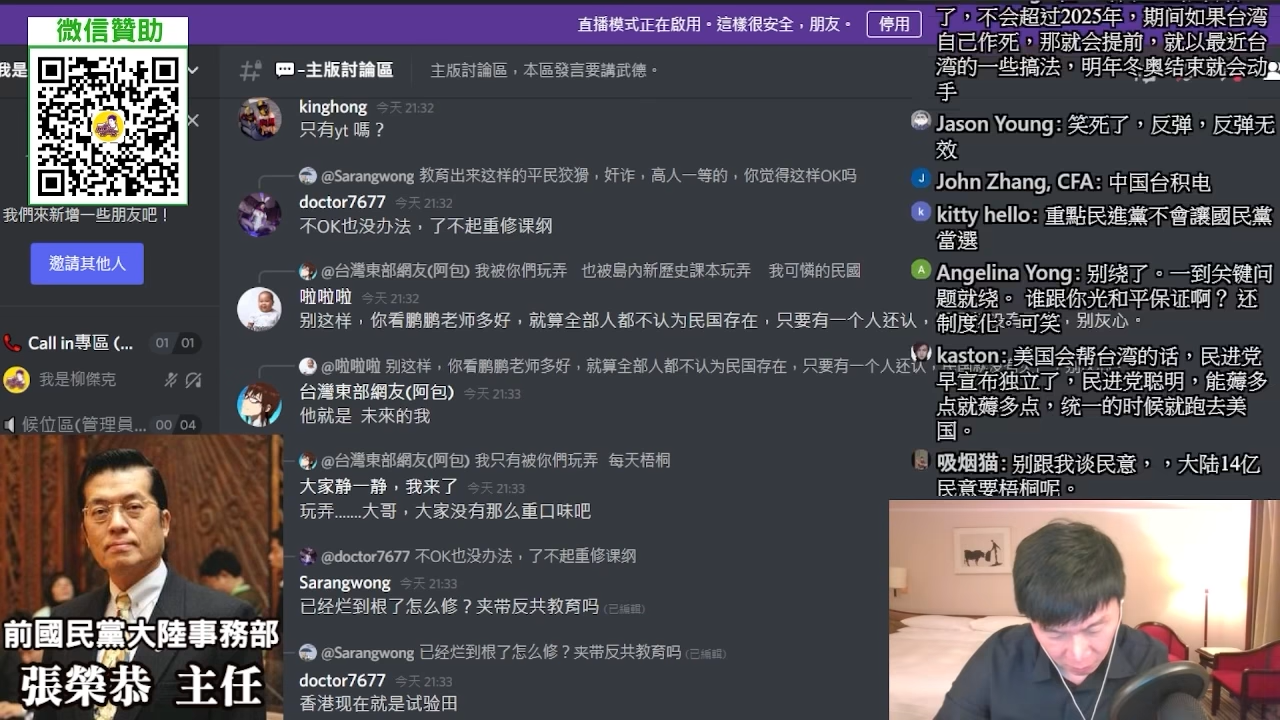 微信贊助
直播模式正在啟用。這樣很安全，朋友。
停用
我是
💬-主版討論區
主版討論區，本區發言要講武德。
我們來新增一些朋友吧！
邀請其他人
Call in專區 (...
01 01
我是柳傑克
候位區(管理員...
00 04
kinghong 今天 21:32
只有yt 嗎？
@Sarangwong 教育出来这样的平民狡猾，奸诈，高人一等的，你觉得这样OK吗
doctor7677 今天 21:32
不OK也没办法，了不起重修课纲
@台灣東部網友(阿包) 我被你們玩弄 也被島內新歷史課本玩弄 我可憐的民國
啦啦啦 今天 21:32
别这样，你看鹏鹏老师多好，就算全部人都不认为民国存在，只要有一个人还认，
别灰心。
@啦啦啦 别这样，你看鹏鹏老师多好，就算全部人都不认为民国存在，只要有一个人还认，
台灣東部網友(阿包) 今天 21:33
他就是 未來的我
@台灣東部網友(阿包) 我只有被你們玩弄 每天梧桐
大家静一静，我来了 今天 21:33
玩弄.......大哥，大家没有那么重口味吧
@doctor7677 不OK也没办法，了不起重修课纲
Sarangwong 今天 21:33
已经烂到根了怎么修？夹带反共教育吗 (已編輯)
@Sarangwong 已经烂到根了怎么修？夹带反共教育吗 (已編輯)
doctor7677 今天 21:33
香港现在就是试验田
了，不会超过2025年，期间如果台湾
自己作死，那就会提前，就以最近台
湾的一些搞法，明年冬奥结束就会动
手
Jason Young: 笑死了，反弹，反弹无
效
John Zhang, CFA: 中国台积电
kitty hello: 重點民進黨不會讓國民黨
當選
Angelina Yong: 别绕了。一到关键问
题就绕。 谁跟你光和平保证啊？ 还
制度化。可笑
kaston: 美国会帮台湾的话，民进党
早宣布独立了，民进党聪明，能薅多
点就薅多点，统一的时候就跑去美
国。
吸烟猫: 别跟我谈民意，，大陆14亿
民意要梧桐呢。
前國民黨大陸事務部
張榮恭 主任